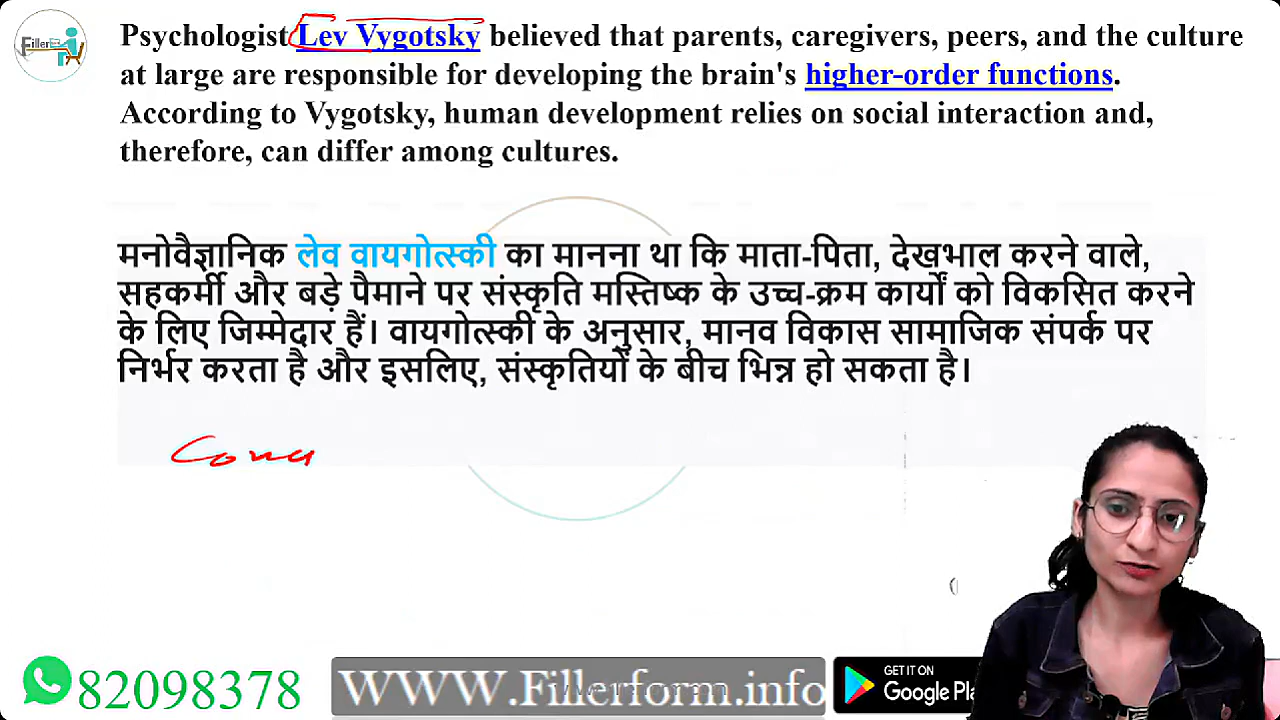 Filler
Psychologist Lev Vygotsky believed that parents, caregivers, peers, and the culture
at large are responsible for developing the brain's higher-order functions.
According to Vygotsky, human development relies on social interaction and,
therefore, can differ among cultures.
मनोवैज्ञानिक लेव वायगोत्स्की का मानना था कि माता-पिता, देखभाल करने वाले,
सहकर्मी और बड़े पैमाने पर संस्कृति मस्तिष्क के उच्च-क्रम कार्यों को विकसित करने
के लिए जिम्मेदार हैं। वायगोत्स्की के अनुसार, मानव विकास सामाजिक संपर्क पर
निर्भर करता है और इसलिए, संस्कृतियों के बीच भिन्न हो सकता है।
82098378
WWW.Fillerform.info
GET IT ON
Google Pla